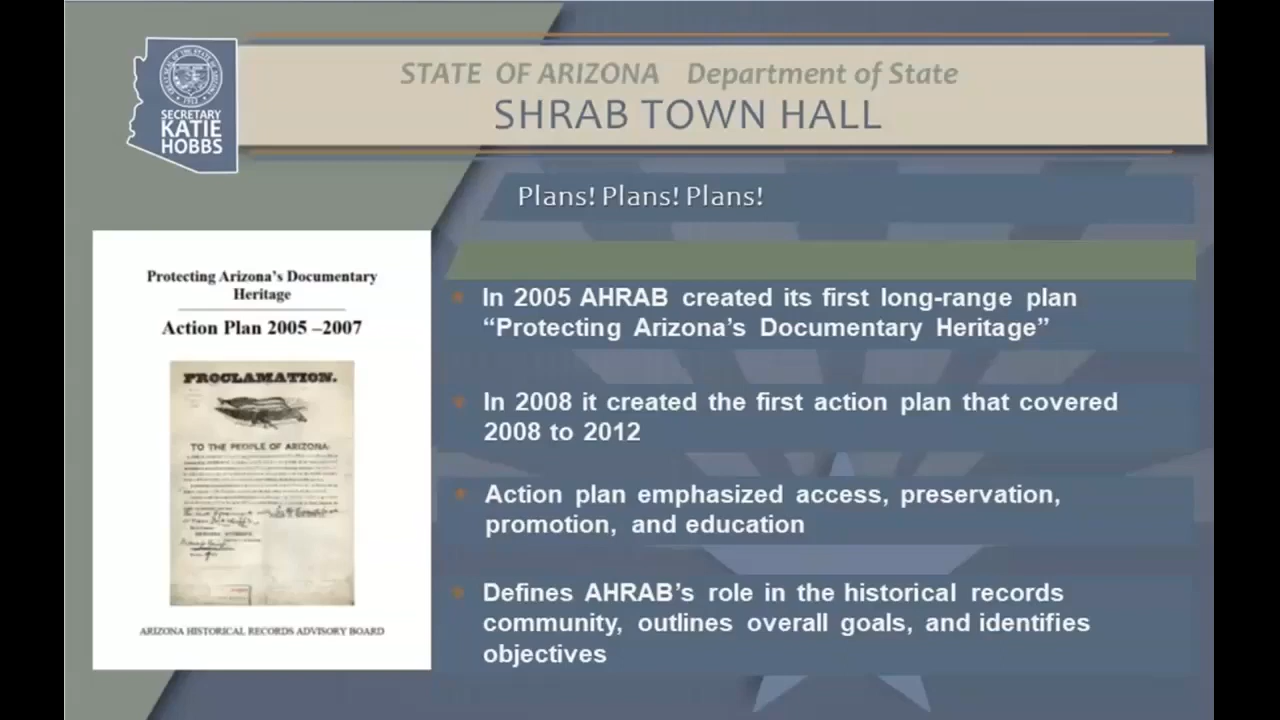 STATE OF ARIZONA Department of State
SHRAB TOWN HALL
SECRETARY
KATIE
HOBBS
Plans! Plans! Plans!
Protecting Arizona's Documentary
Heritage
Action Plan 2005 –2007
PROCLAMATION.
TO THE PEOPLE OF ARIZONA.
ARIZONA HISTORICAL RECORDS ADVISORY BOARD
In 2005 AHRAB created its first long-range plan
“Protecting Arizona’s Documentary Heritage”
In 2008 it created the first action plan that covered
2008 to 2012
Action plan emphasized access, preservation,
promotion, and education
Defines AHRAB’s role in the historical records
community, outlines overall goals, and identifies
objectives